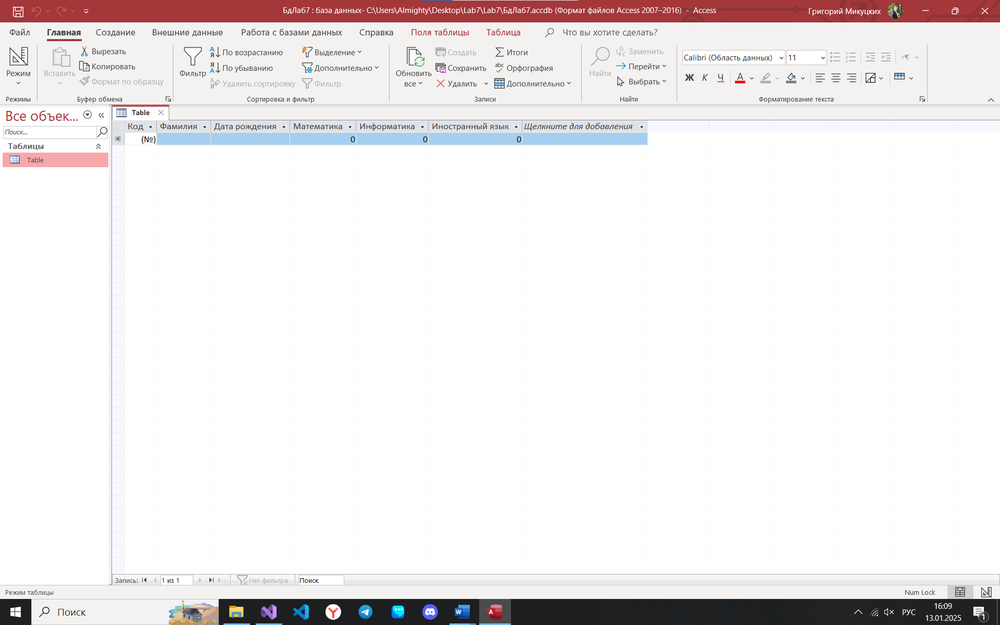 БдЛаб7 : база данных- C:\Users\Almighty\Desktop\Lab7\Lab7\БдЛаб7.accdb (Формат файлов Access 2007–2016) - Access
Григорий Микуцких
Файл Главная Создание Внешние данные Работа с базами данных Справка Поля таблицы Таблица Что вы хотите сделать?
Режим
Режимы
Вставить
Вырезать
Копировать
Формат по образцу
Буфер обмена
Фильтр
По возрастанию
По убыванию
Удалить сортировку
Выделение
Дополнительно
Фильтр
Сортировка и фильтр
Обновить
все
Создать
Сохранить
Удалить
Итоги
Орфография
Дополнительно
Записи
Найти
Заменить
Перейти
Выбрать
Найти
Calibri (Область данных) 11
Ж К Ч А
Форматирование текста
Все объек...
Поиск...
Таблицы
Table
Table
Код Фамилия Дата рождения Математика Информатика Иностранный язык Щелкните для добавления
(№) 0 0 0
Запись: 1 из 1 Нет фильтра Поиск
Режим таблицы
Num Lock
Поиск
РУС
16:09
13.01.2025
1